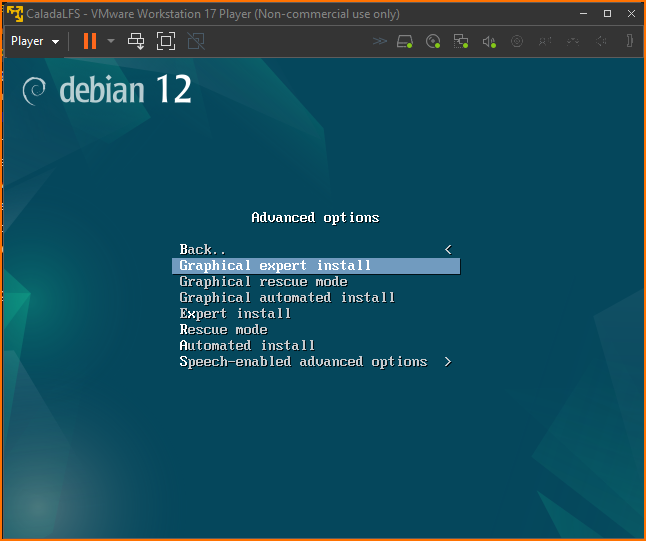 CaladaLFS - VMware Workstation 17 Player (Non-commercial use only)
Player
debian 12
Advanced options
Back.. <
Graphical expert install
Graphical rescue mode
Graphical automated install
Expert install
Rescue mode
Automated install
Speech-enabled advanced options >